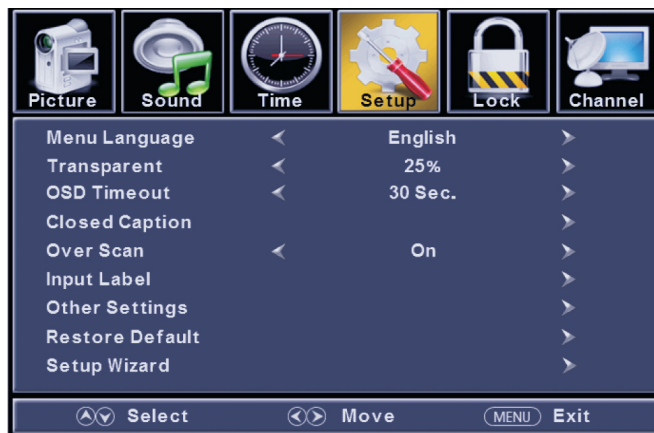 Picture Sound Time Setup Lock Channel
Menu Language English
Transparent 25%
OSD Timeout 30 Sec.
Closed Caption
Over Scan On
Input Label
Other Settings
Restore Default
Setup Wizard
Select Move MENU Exit